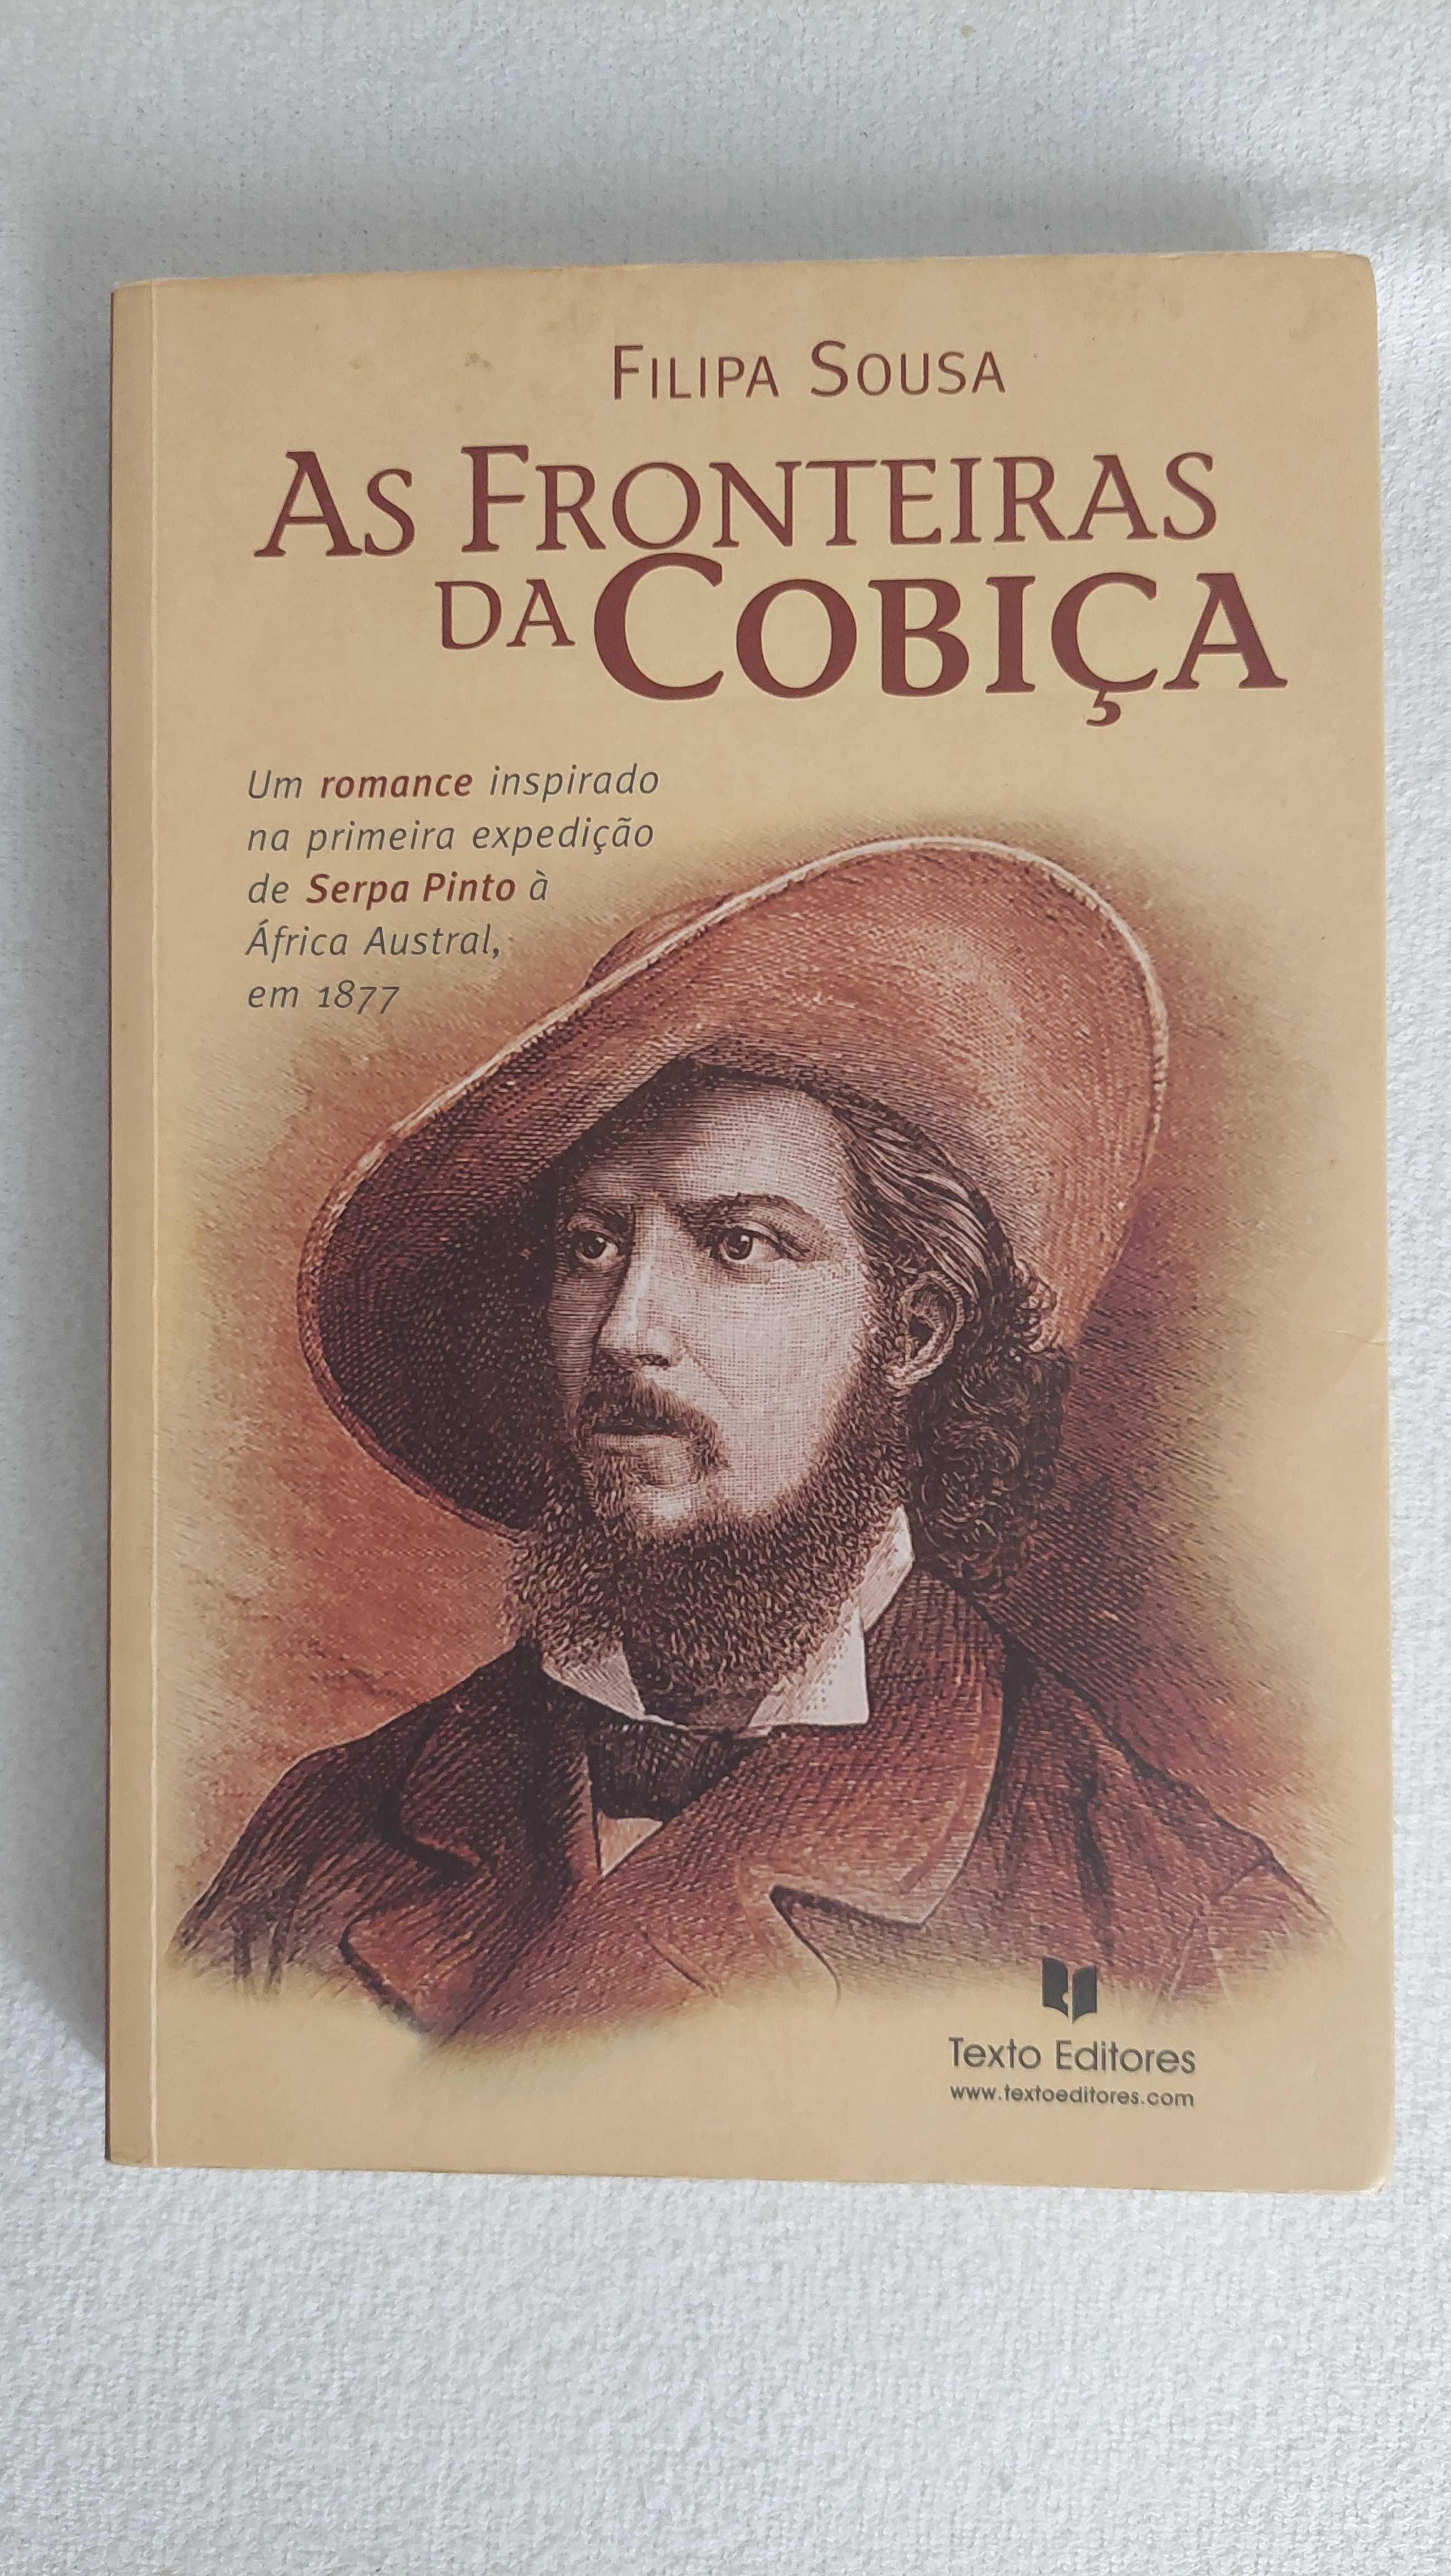 FILIPA SOUSA
AS FRONTEIRAS
DA COBIÇA
Um romance inspirado
na primeira expedição
de Serpa Pinto à
África Austral,
em 1877
Texto Editores
www.textoeditores.com